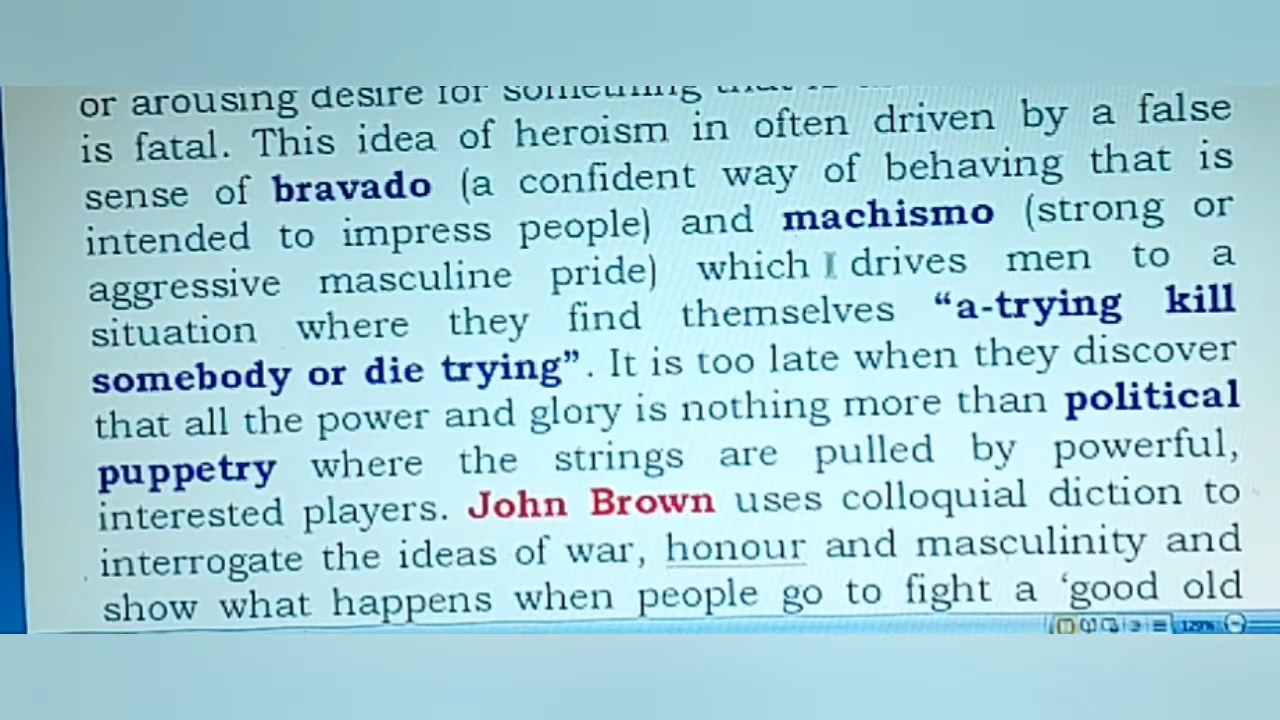 or arousing desire for something that is
is fatal. This idea of heroism in often driven by a false
sense of bravado (a confident way of behaving that is
intended to impress people) and machismo (strong or
aggressive masculine pride) which drives men to a
situation where they find themselves “a-trying kill
somebody or die trying”. It is too late when they discover
that all the power and glory is nothing more than political
puppetry where the strings are pulled by powerful,
interested players. John Brown uses colloquial diction to
interrogate the ideas of war, honour and masculinity and
show what happens when people go to fight a ‘good old
129%